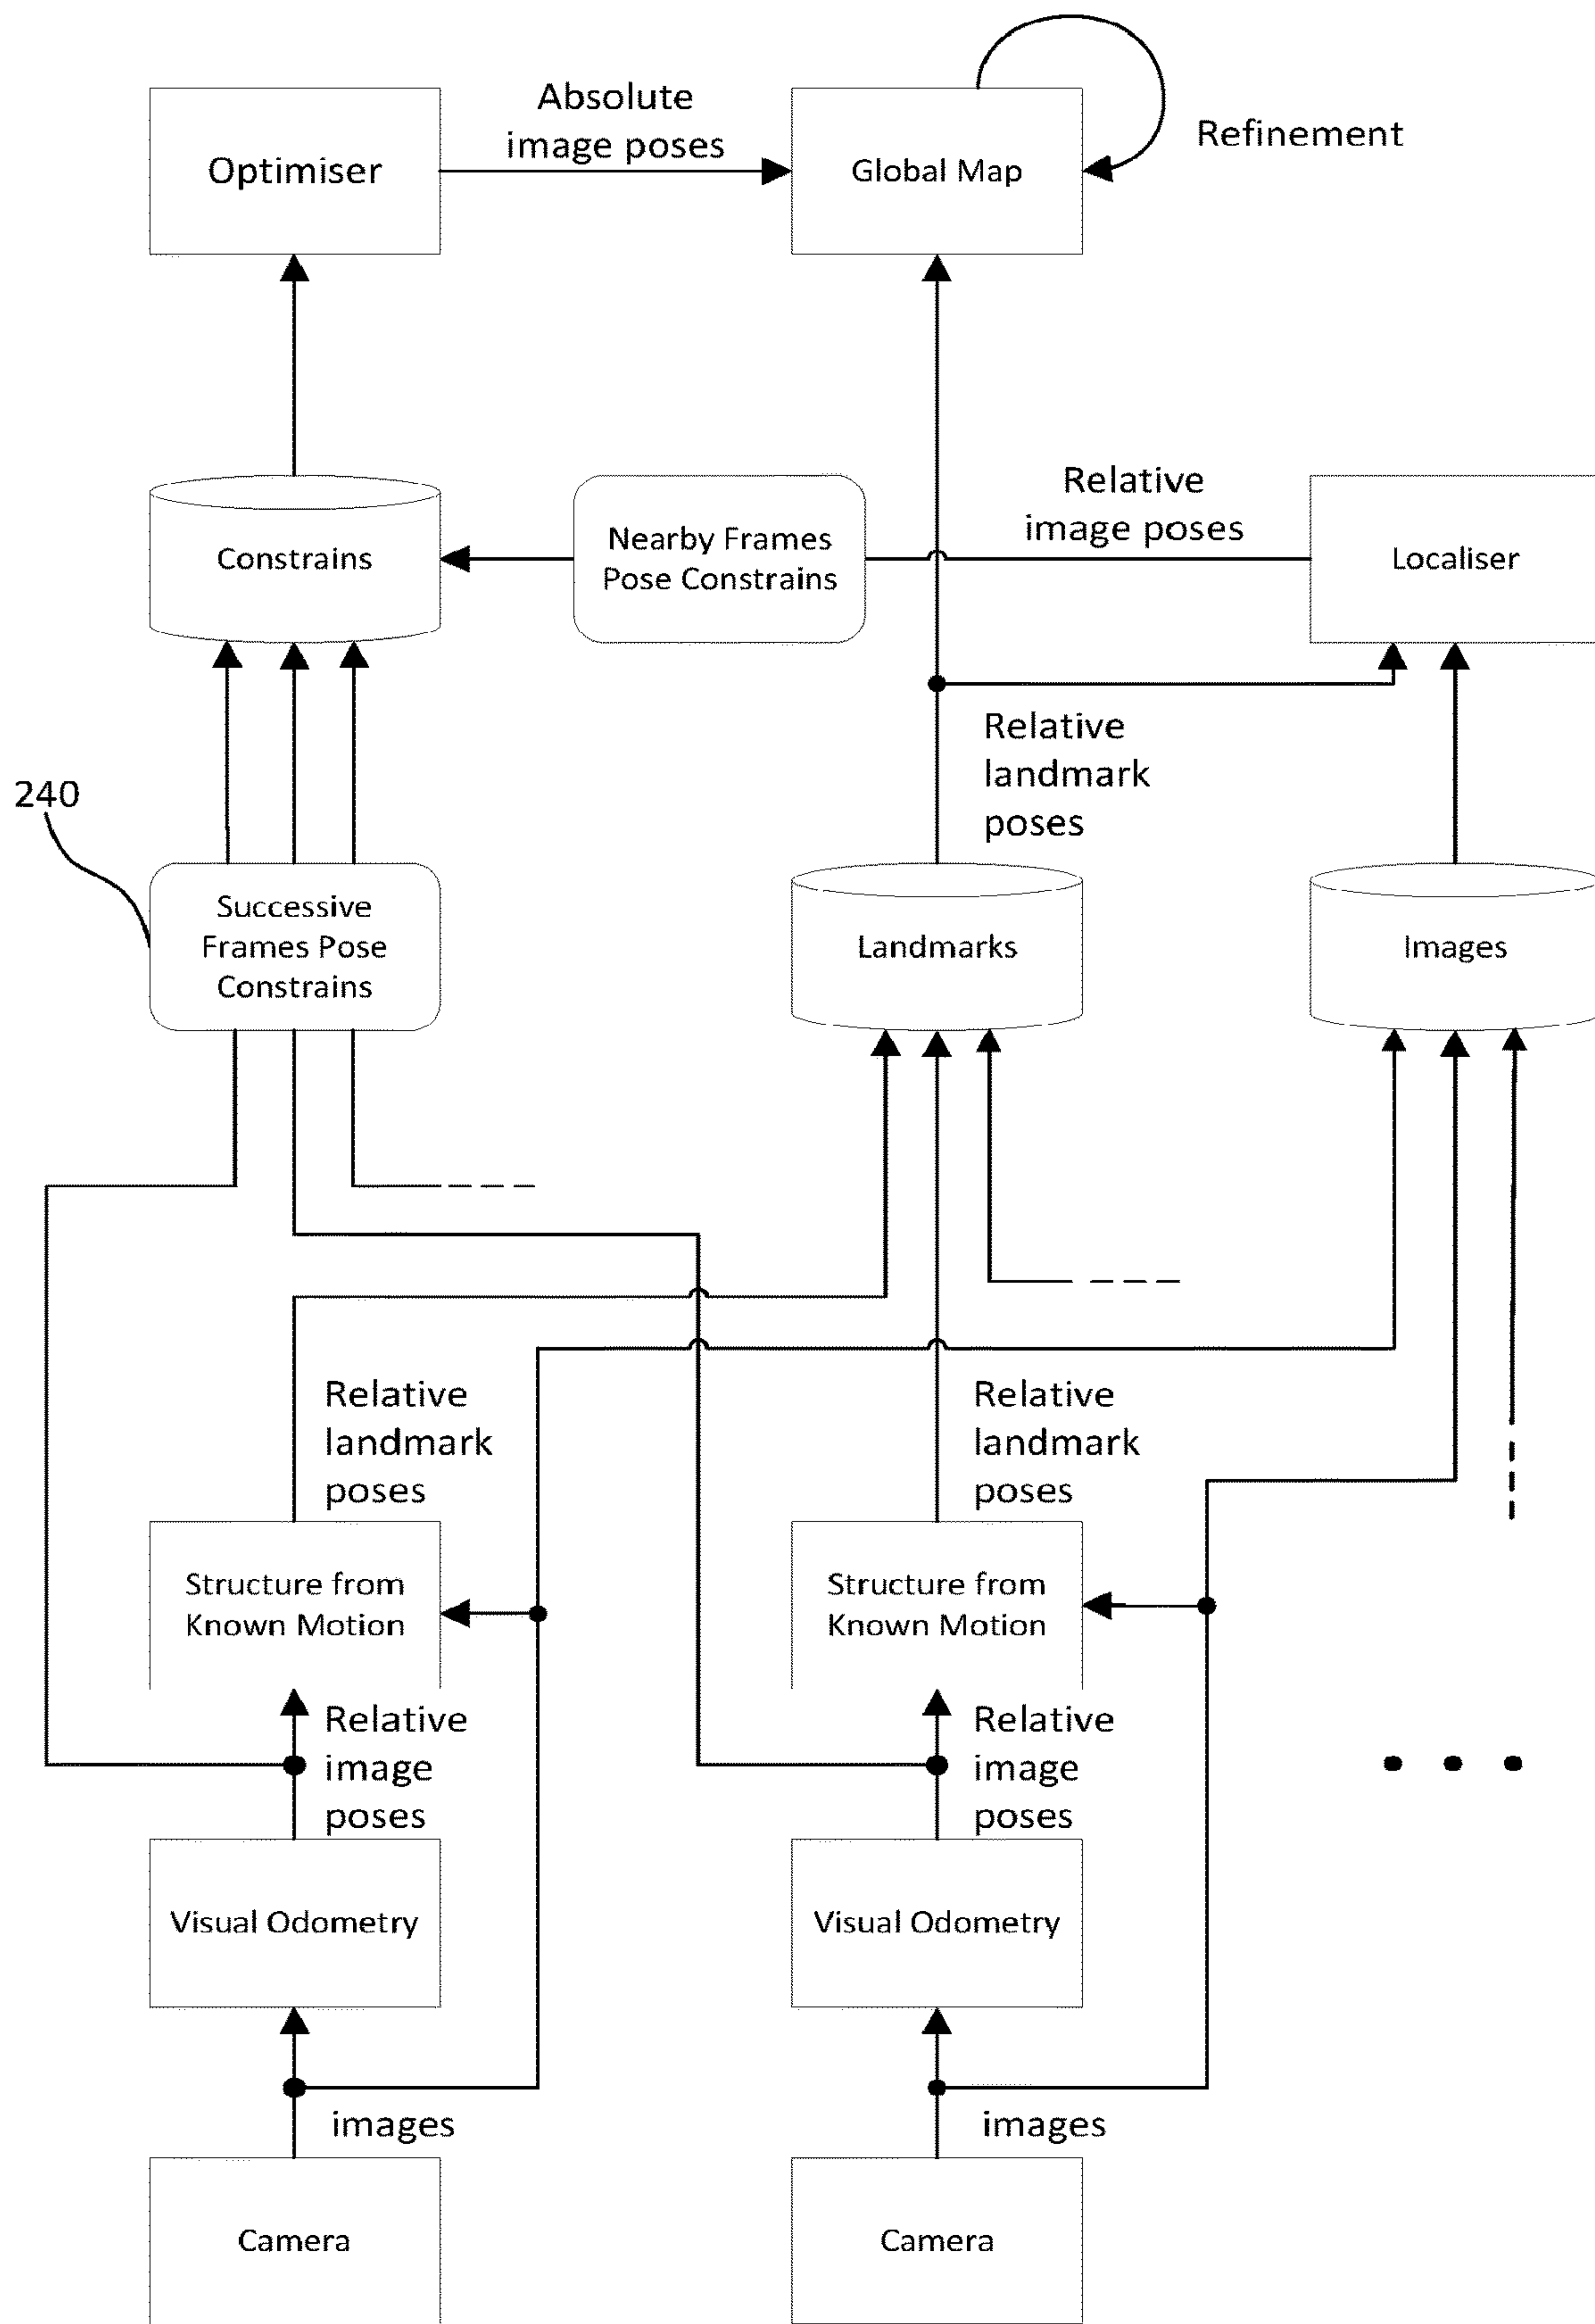 Absolute
image poses
Optimiser
Global Map
Refinement
Relative
image poses
Constrains
Nearby Frames
Pose Constrains
Localiser
Relative
landmark
poses
240
Successive
Frames Pose
Constrains
Landmarks
Images
Relative
landmark
poses
Relative
landmark
poses
Structure from
Known Motion
Structure from
Known Motion
Relative
image
poses
Relative
image
poses
Visual Odometry
Visual Odometry
images
images
Camera
Camera